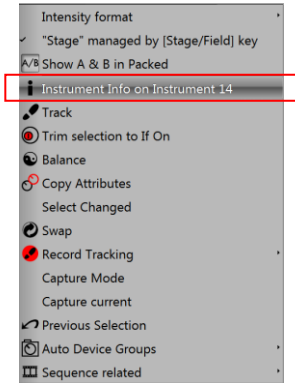 Intensity format
"Stage" managed by [Stage/Field] key
A/B Show A & B in Packed
Instrument Info on Instrument 14
Track
Trim selection to If On
Balance
Copy Attributes
Select Changed
Swap
Record Tracking
Capture Mode
Capture current
Previous Selection
Auto Device Groups
Sequence related